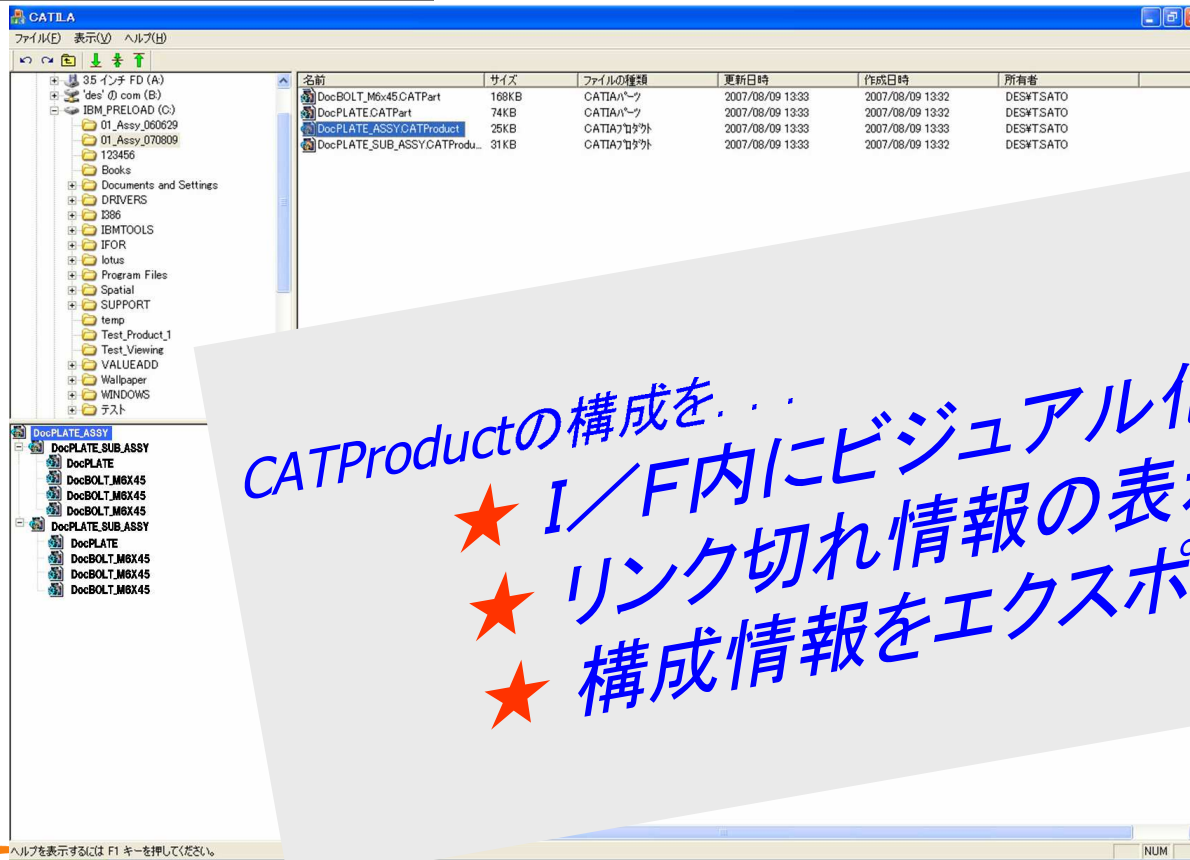 CATILA
ファイル(F) 表示(V) ヘルプ(H)
3.5 インチ FD (A:)
'des' の com (B:)
IBM_PRELOAD (C:)
01_Assy_060629
01_Assy_070809
123456
Books
Documents and Settings
DRIVERS
I386
IBMTOOLS
IFOR
lotus
Program Files
Spatial
SUPPORT
temp
Test_Product_1
Test_Viewing
VALUEADD
Wallpaper
WINDOWS
テスト
名前 サイズ ファイルの種類 更新日時 作成日時 所有者
DocBOLT_M6x45.CATPart 168KB CATIAパーツ 2007/08/09 13:33 2007/08/09 13:32 DES¥T.SATO
DocPLATE.CATPart 74KB CATIAパーツ 2007/08/09 13:33 2007/08/09 13:32 DES¥T.SATO
DocPLATE_ASSY.CATProduct 25KB CATIAプロダクト 2007/08/09 13:33 2007/08/09 13:33 DES¥T.SATO
DocPLATE_SUB_ASSY.CATProdu... 31KB CATIAプロダクト 2007/08/09 13:33 2007/08/09 13:32 DES¥T.SATO
DocPLATE_ASSY
DocPLATE_SUB_ASSY
DocPLATE
DocBOLT_M6X45
DocBOLT_M6X45
DocBOLT_M6X45
DocPLATE_SUB_ASSY
DocPLATE
DocBOLT_M6X45
DocBOLT_M6X45
DocBOLT_M6X45
CATProductの構成を...
★ I/F内にビジュアル化
★ リンク切れ情報の表
★ 構成情報をエクスポ
ヘルプを表示するには F1 キーを押してください。
NUM